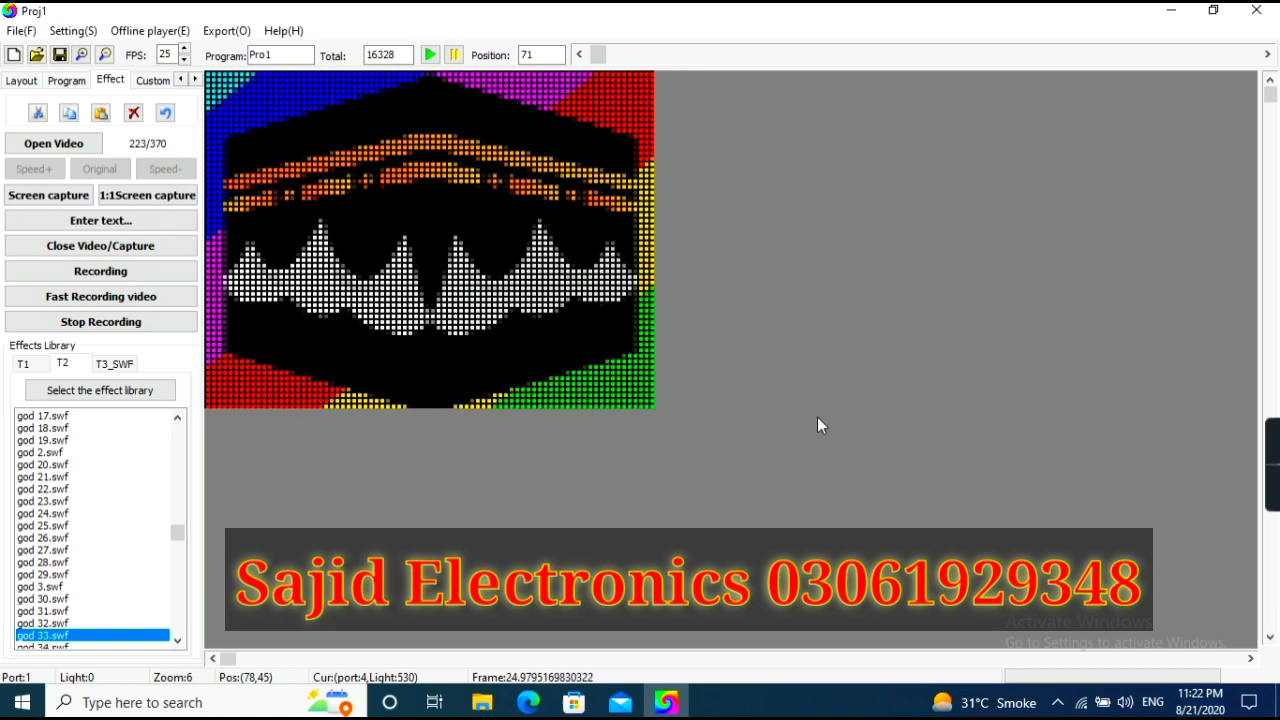 Proj1
File(F) Setting(S) Offline player(E) Export(O) Help(H)
FPS: 25 Program: Pro1 Total: 16328 Position: 71
Layout Program Effect Custom
Open Video 223/370
Speed+ Original Speed-
Screen capture 1:1Screen capture
Enter text...
Close Video/Capture
Recording
Fast Recording video
Stop Recording
Effects Library
T1 T2 T3_SWF
Select the effect library
god 17.swf
god 18.swf
god 19.swf
god 2.swf
god 20.swf
god 21.swf
god 22.swf
god 23.swf
god 24.swf
god 25.swf
god 26.swf
god 27.swf
god 28.swf
god 29.swf
god 3.swf
god 30.swf
god 31.swf
god 32.swf
god 33.swf
god 34.swf
Sajid Electronics 03061929348
Activate Windows
Go to Settings to activate Windows.
Port:1 Light:0 Zoom:6 Pos:(78,45) Cur:(port:4,Light:530) Frame:24.9795169830322
Type here to search
31°C Smoke
ENG
11:22 PM
8/21/2020